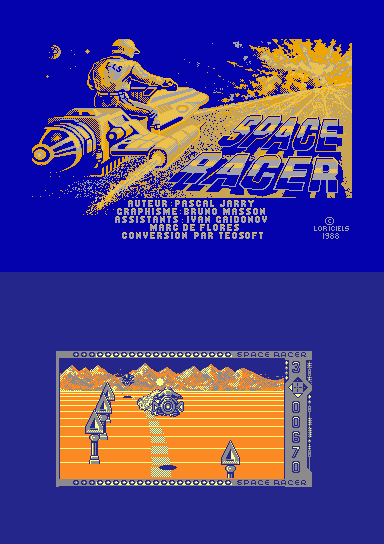 SPACE
RACER
AUTEUR:PASCAL JARRY
GRAPHISME:BRUNO MASSON
ASSISTANTS:IVAN GAIDONOV
MARC DE FLORES
CONVERSION PAR TEOSOFT
©
LORICIELS
1988
SPACE RACER
3
00670
SPACE RACER